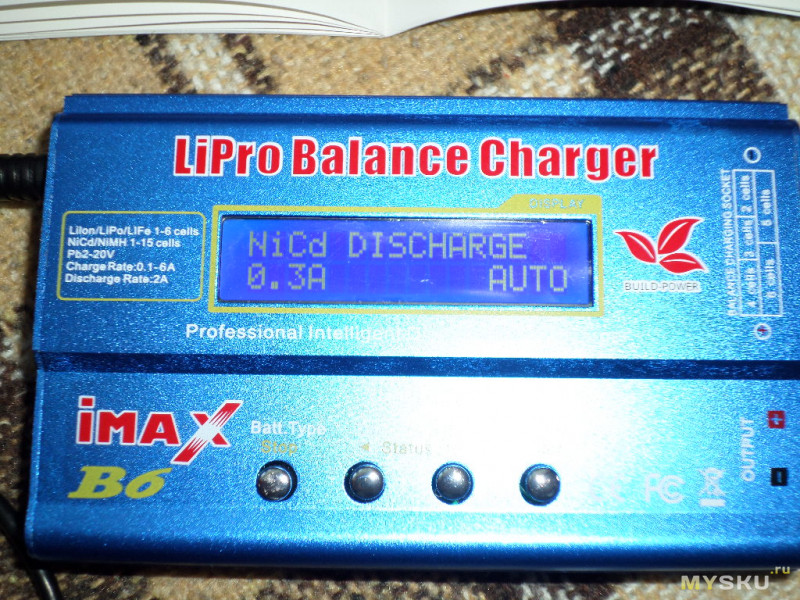 LiPro Balance Charger
DISPLAY
LiIon/LiPo/LiFe 1-6 cells
NiCd/NiMH 1-15 cells
Pb2-20V
Charge Rate:0.1-6A
Discharge Rate:2A
NiCd DISCHARGE
0.3A AUTO
BUILD-POWER
BALANCE CHARGING SOCKET
2 cells
3 cells
4 cells
5 cells
6 cells
Professional Intelligent
iMAX
B6
Batt.Type
Stop
Status
OUTPUT
FC
MYSKU.ru